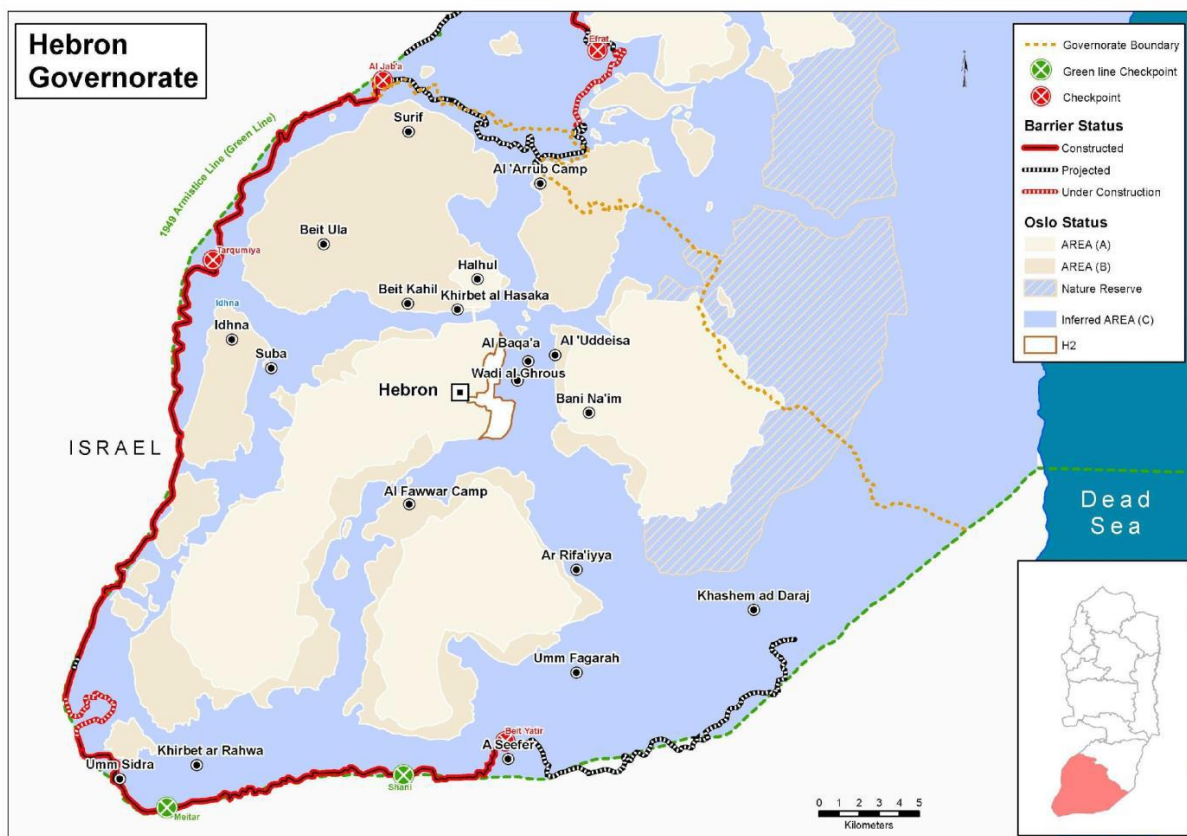 Hebron
Governorate
Efrat
Al Jab'a
Surif
1949 Armistice Line (Green Line)
Al 'Arrub Camp
Beit Ula
Tarqumiya
Halhul
Beit Kahil
Khirbet al Hasaka
Idhna
Idhna
Suba
Al Baqa'a
Al 'Uddeisa
Wadi al Ghrous
Hebron
Bani Na'im
ISRAEL
Al Fawwar Camp
Ar Rifa'iyya
Khashem ad Daraj
Umm Fagarah
Beit Yatir
A Seefer
Khirbet ar Rahwa
Umm Sidra
Shani
Meitar
0 1 2 3 4 5
Kilometers
Governorate Boundary
Green line Checkpoint
Checkpoint
Barrier Status
Constructed
Projected
Under Construction
Oslo Status
AREA (A)
AREA (B)
Nature Reserve
Inferred AREA (C)
H2
Dead
Sea